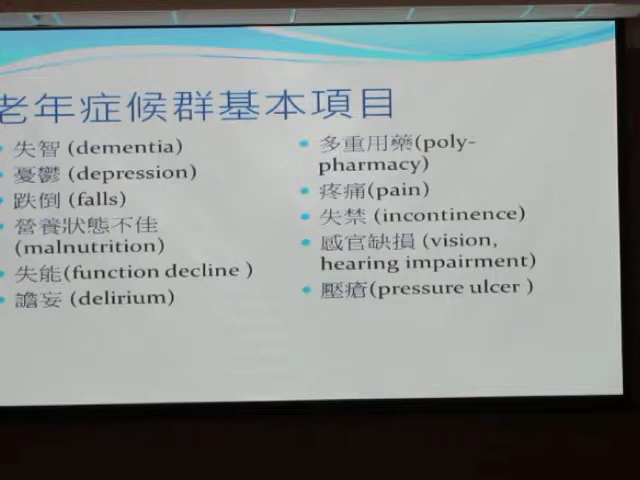 老年症候群基本項目
失智 (dementia)
憂鬱 (depression)
跌倒 (falls)
營養狀態不佳
(malnutrition)
失能(function decline )
譫妄 (delirium)
多重用藥(poly-
pharmacy)
疼痛(pain)
失禁 (incontinence)
感官缺損 (vision,
hearing impairment)
壓瘡(pressure ulcer )